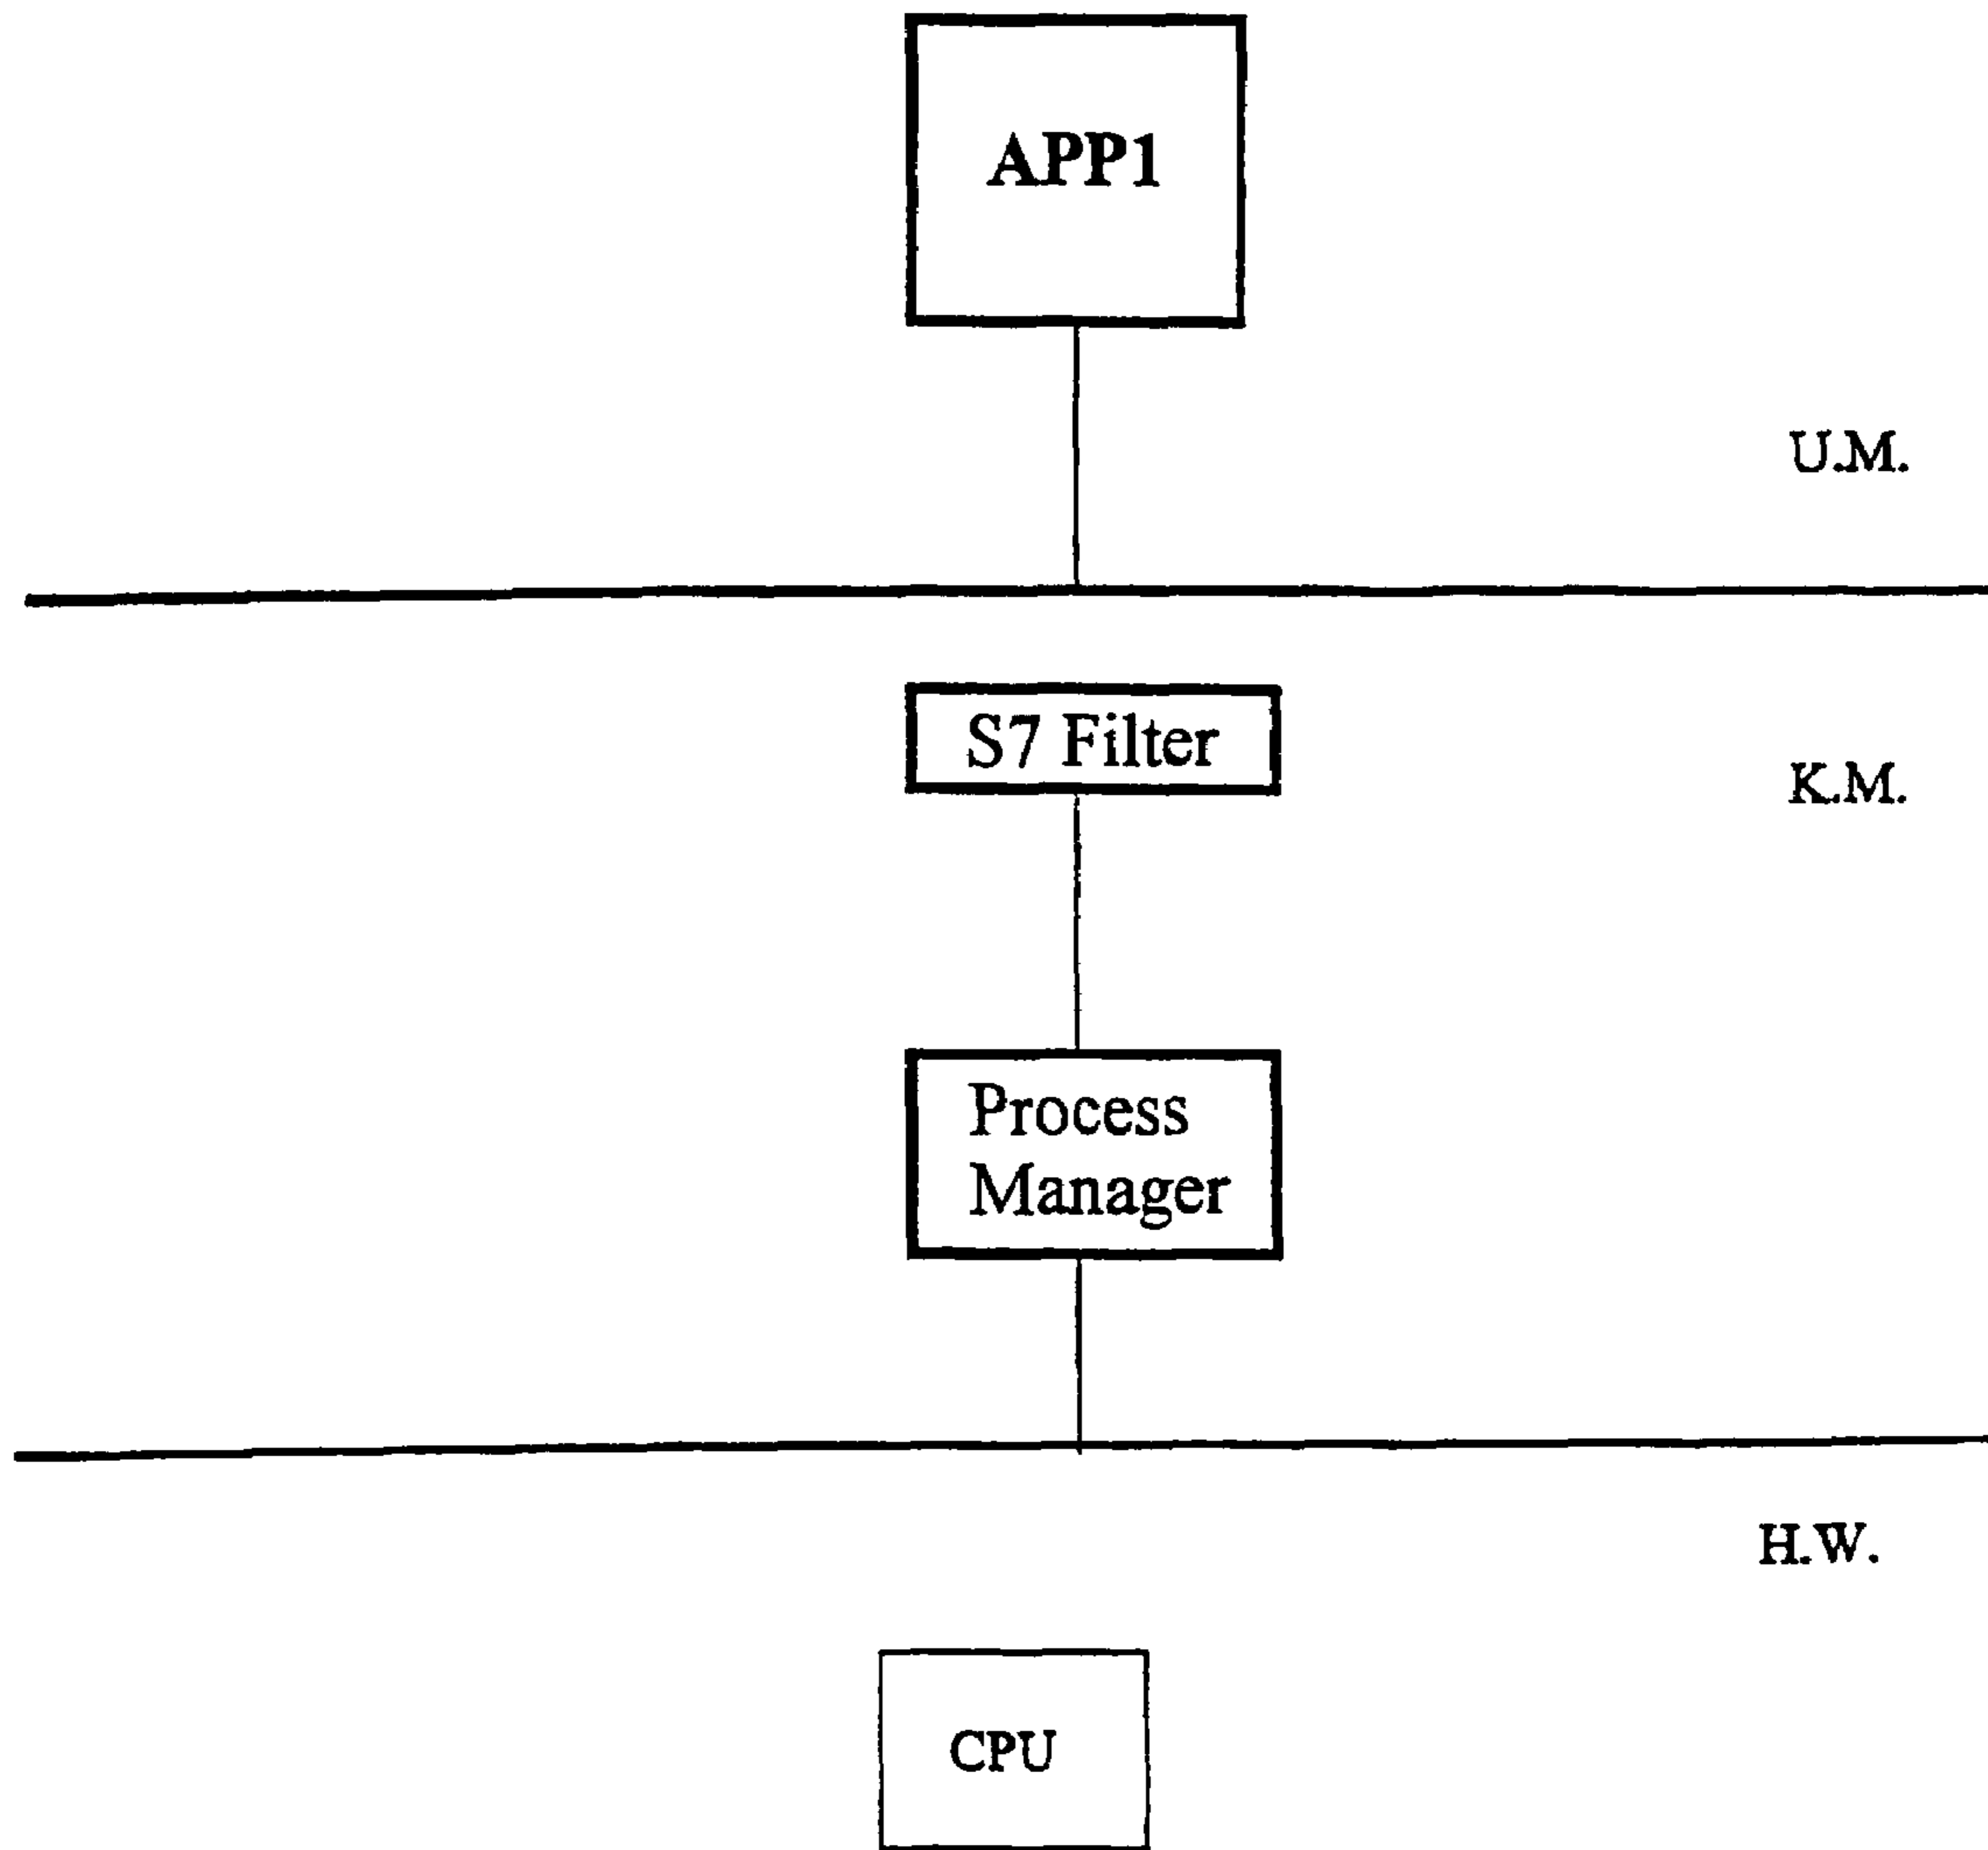 APP1
U.M.
S7 Filter
K.M.
Process
Manager
H.W.
CPU